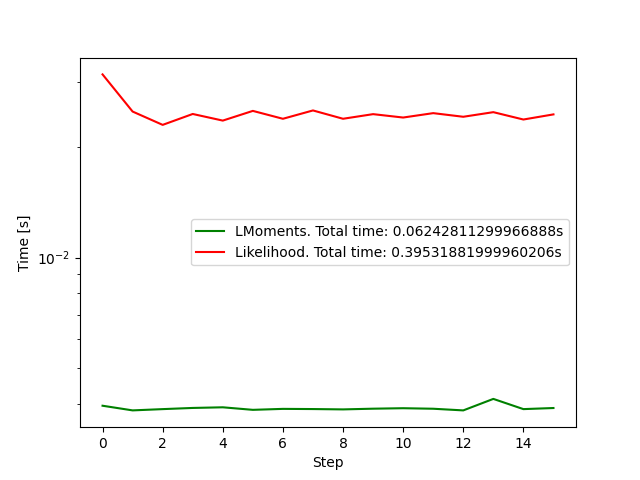 Time [s]
10⁻²
LMoments. Total time: 0.06242811299966888s
Likelihood. Total time: 0.39531881999960206s
0 2 4 6 8 10 12 14
Step